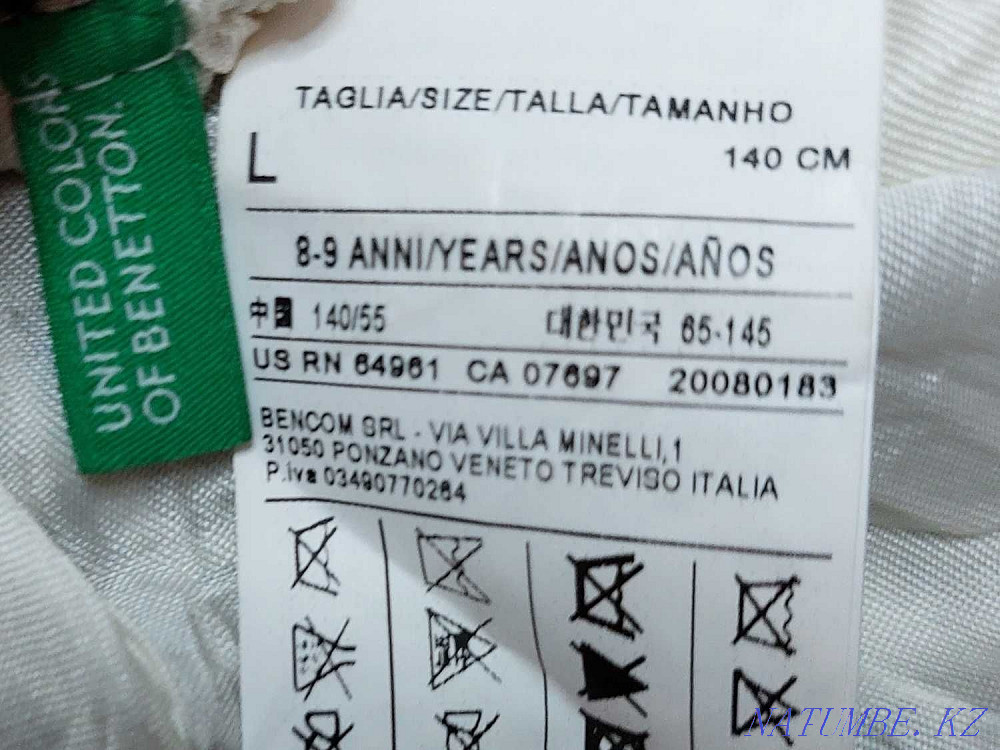 UNITED COLORS
OF BENETTON.
TAGLIA/SIZE/TALLA/TAMANHO
L 140 CM
8-9 ANNI/YEARS/ANOS/AÑOS
中国 140/55 대한민국 65-145
US RN 64961 CA 07697 20080183
BENCOM SRL - VIA VILLA MINELLI,1
31050 PONZANO VENETO TREVISO ITALIA
P.iva 03490770264
NATUMBE.KZ